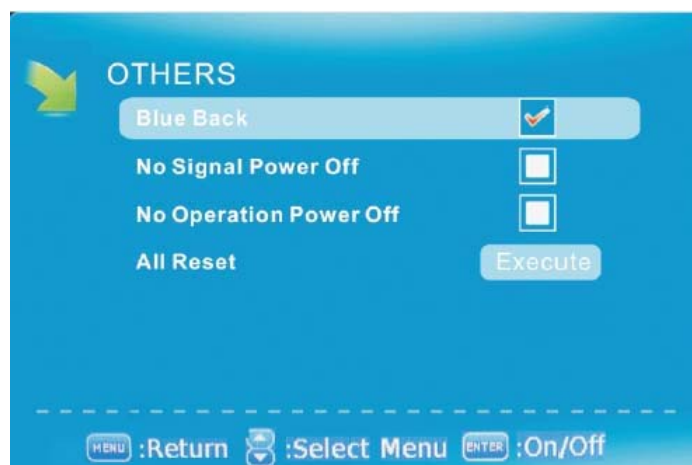 OTHERS
Blue Back
No Signal Power Off
No Operation Power Off
All Reset Execute
MENU :Return :Select Menu ENTER :On/Off